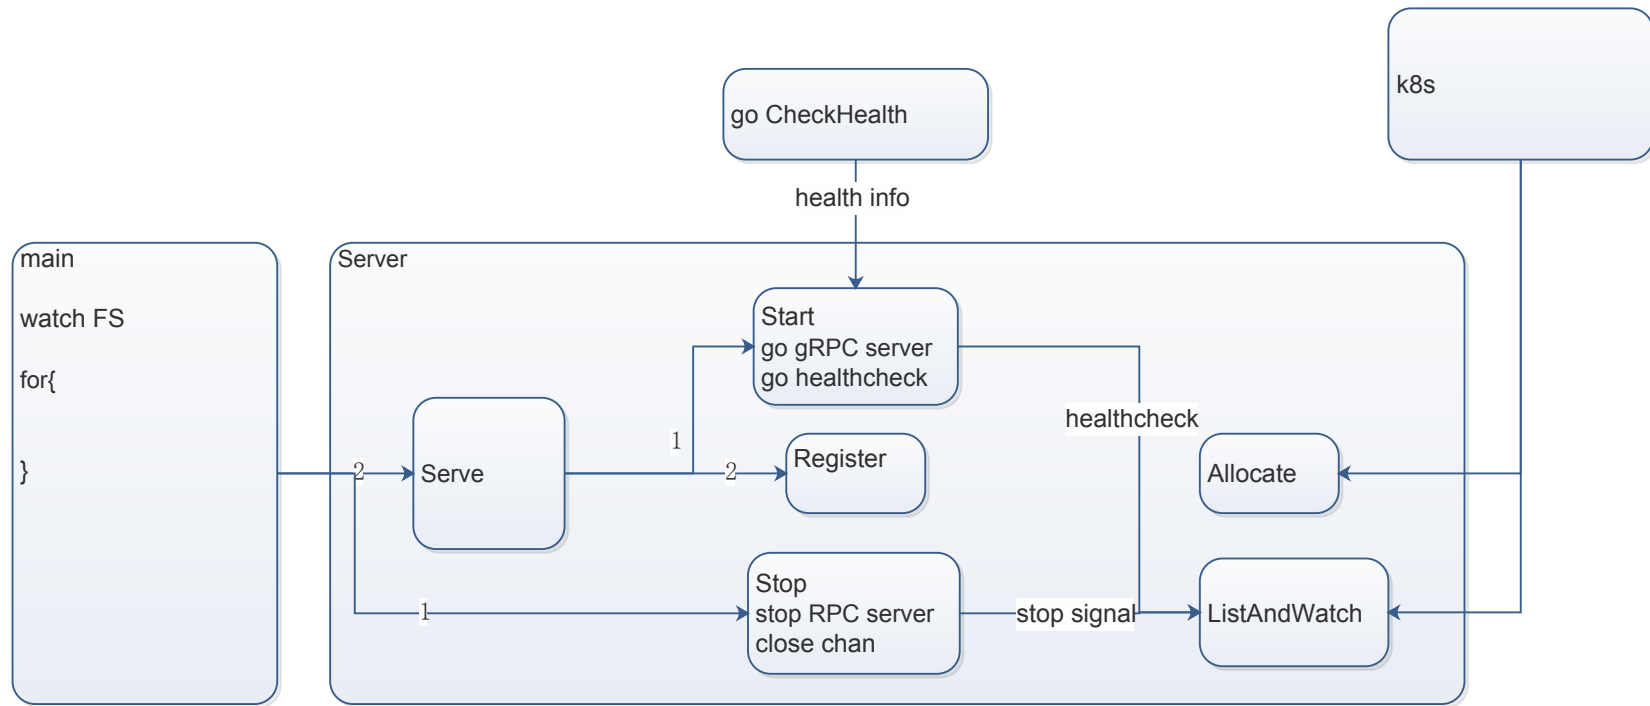 k8s
go CheckHealth
health info
main
watch FS
for{
}
Server
Start
go gRPC server
go healthcheck
healthcheck
1
Register
2
Serve
2
Allocate
Stop
stop RPC server
close chan
1
stop signal
ListAndWatch